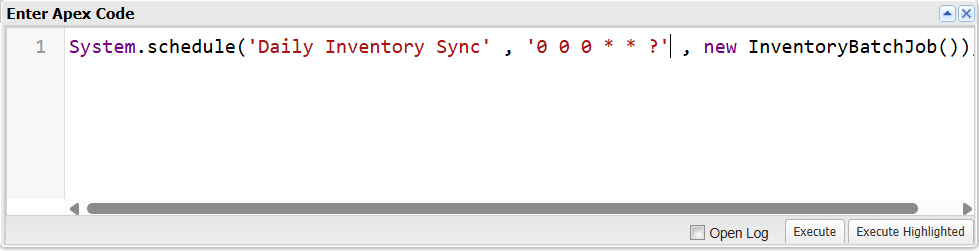 Enter Apex Code
1 System.schedule('Daily Inventory Sync' , '0 0 0 * * ?' , new InventoryBatchJob());
Open Log Execute Execute Highlighted